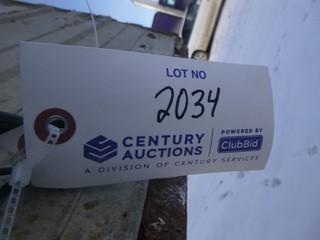 LOT NO
2034
CENTURY AUCTIONS
POWERED BY
ClubBid
A DIVISION OF CENTURY SERVICES